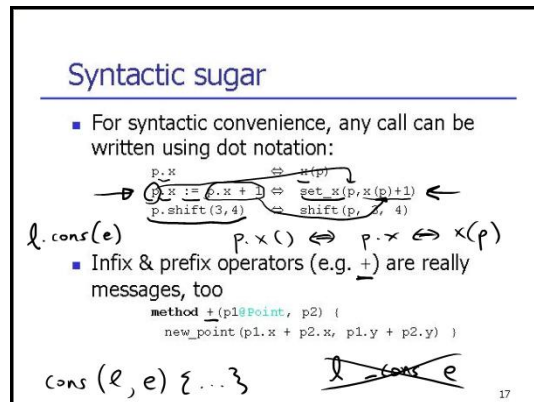 Syntactic sugar
For syntactic convenience, any call can be
written using dot notation:
p.x ⇔ x(p)
p.x := p.x + 1 ⇔ set_x(p,x(p)+1)
p.shift(3,4) ⇔ shift(p, 3, 4)
l.cons(e) p.x() ⇔ p.x ⇔ x(p)
Infix & prefix operators (e.g. +) are really
messages, too
method +(p1@Point, p2) {
new_point(p1.x + p2.x, p1.y + p2.y) }
cons(l,e) {...} l _cons e
17